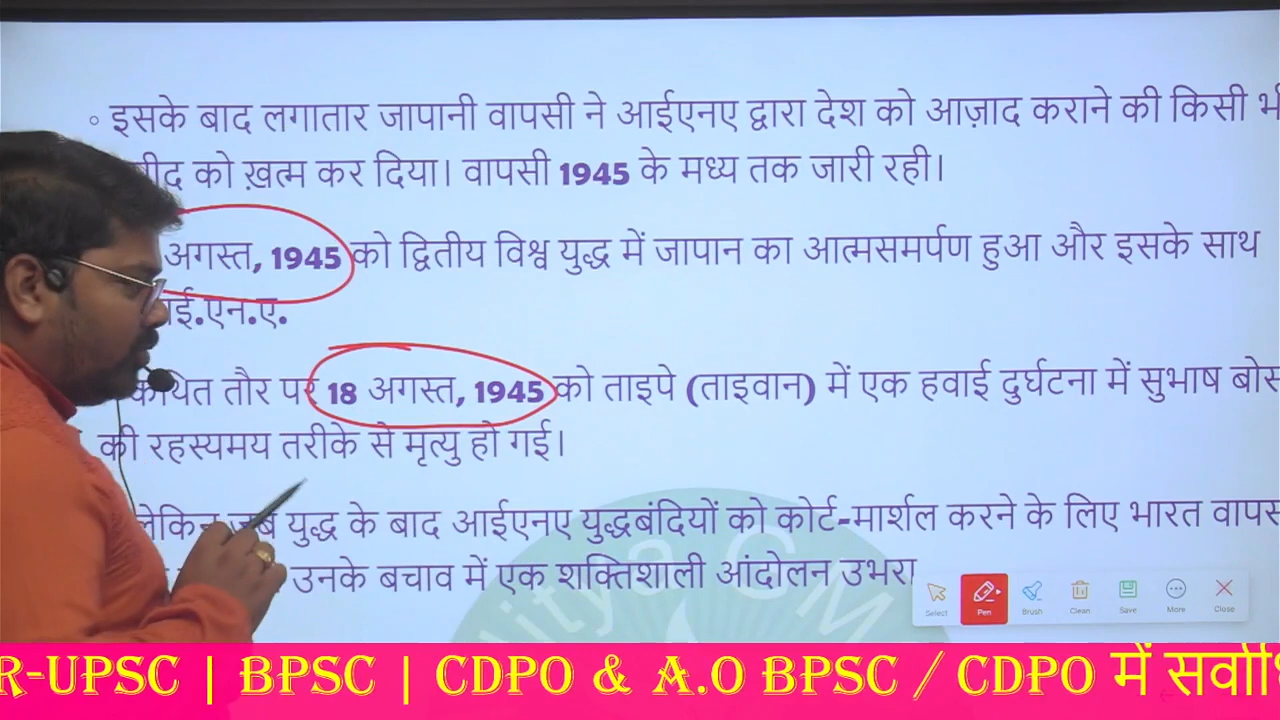 ◦ इसके बाद लगातार जापानी वापसी ने आईएनए द्वारा देश को आज़ाद कराने की किसी भी
को ख़त्म कर दिया। वापसी 1945 के मध्य तक जारी रही।
अगस्त, 1945 को द्वितीय विश्व युद्ध में जापान का आत्मसमर्पण हुआ और इसके साथ
आई.एन.ए.
कथित तौर पर 18 अगस्त, 1945 को ताइपे (ताइवान) में एक हवाई दुर्घटना में सुभाष बोस
की रहस्यमय तरीके से मृत्यु हो गई।
लेकिन जब युद्ध के बाद आईएनए युद्धबंदियों को कोर्ट-मार्शल करने के लिए भारत वापस
उनके बचाव में एक शक्तिशाली आंदोलन उभरा
Select Pen Brush Clean Save More Close
R-UPSC | BPSC | CDPO & A.O BPSC / CDPO में